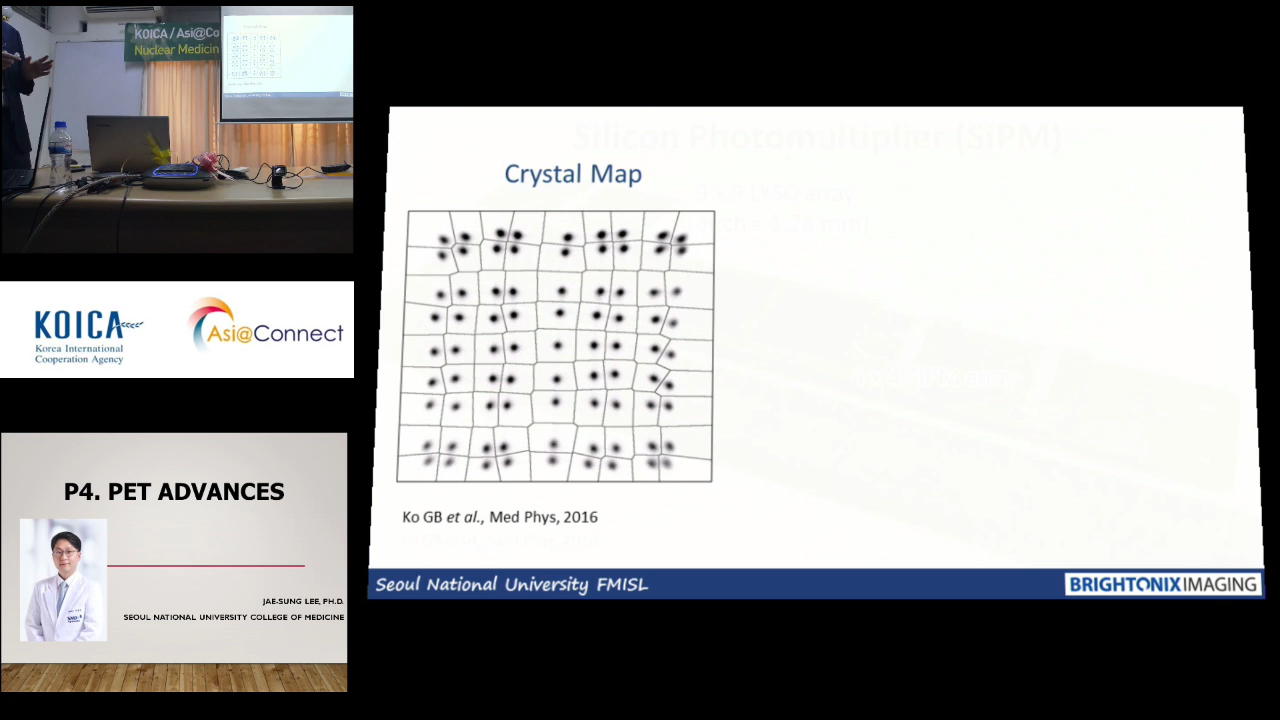 KOICA / Asi@Co
Nuclear Medicin
KOICA
Korea International
Cooperation Agency
Asi@Connect
P4. PET ADVANCES
JAE-SUNG LEE, PH.D.
SEOUL NATIONAL UNIVERSITY COLLEGE OF MEDICINE
Silicon Photomultiplier (SiPM)
Crystal Map
Ko GB et al., Med Phys, 2016
Seoul National University FMISL
BRIGHTONIX IMAGING